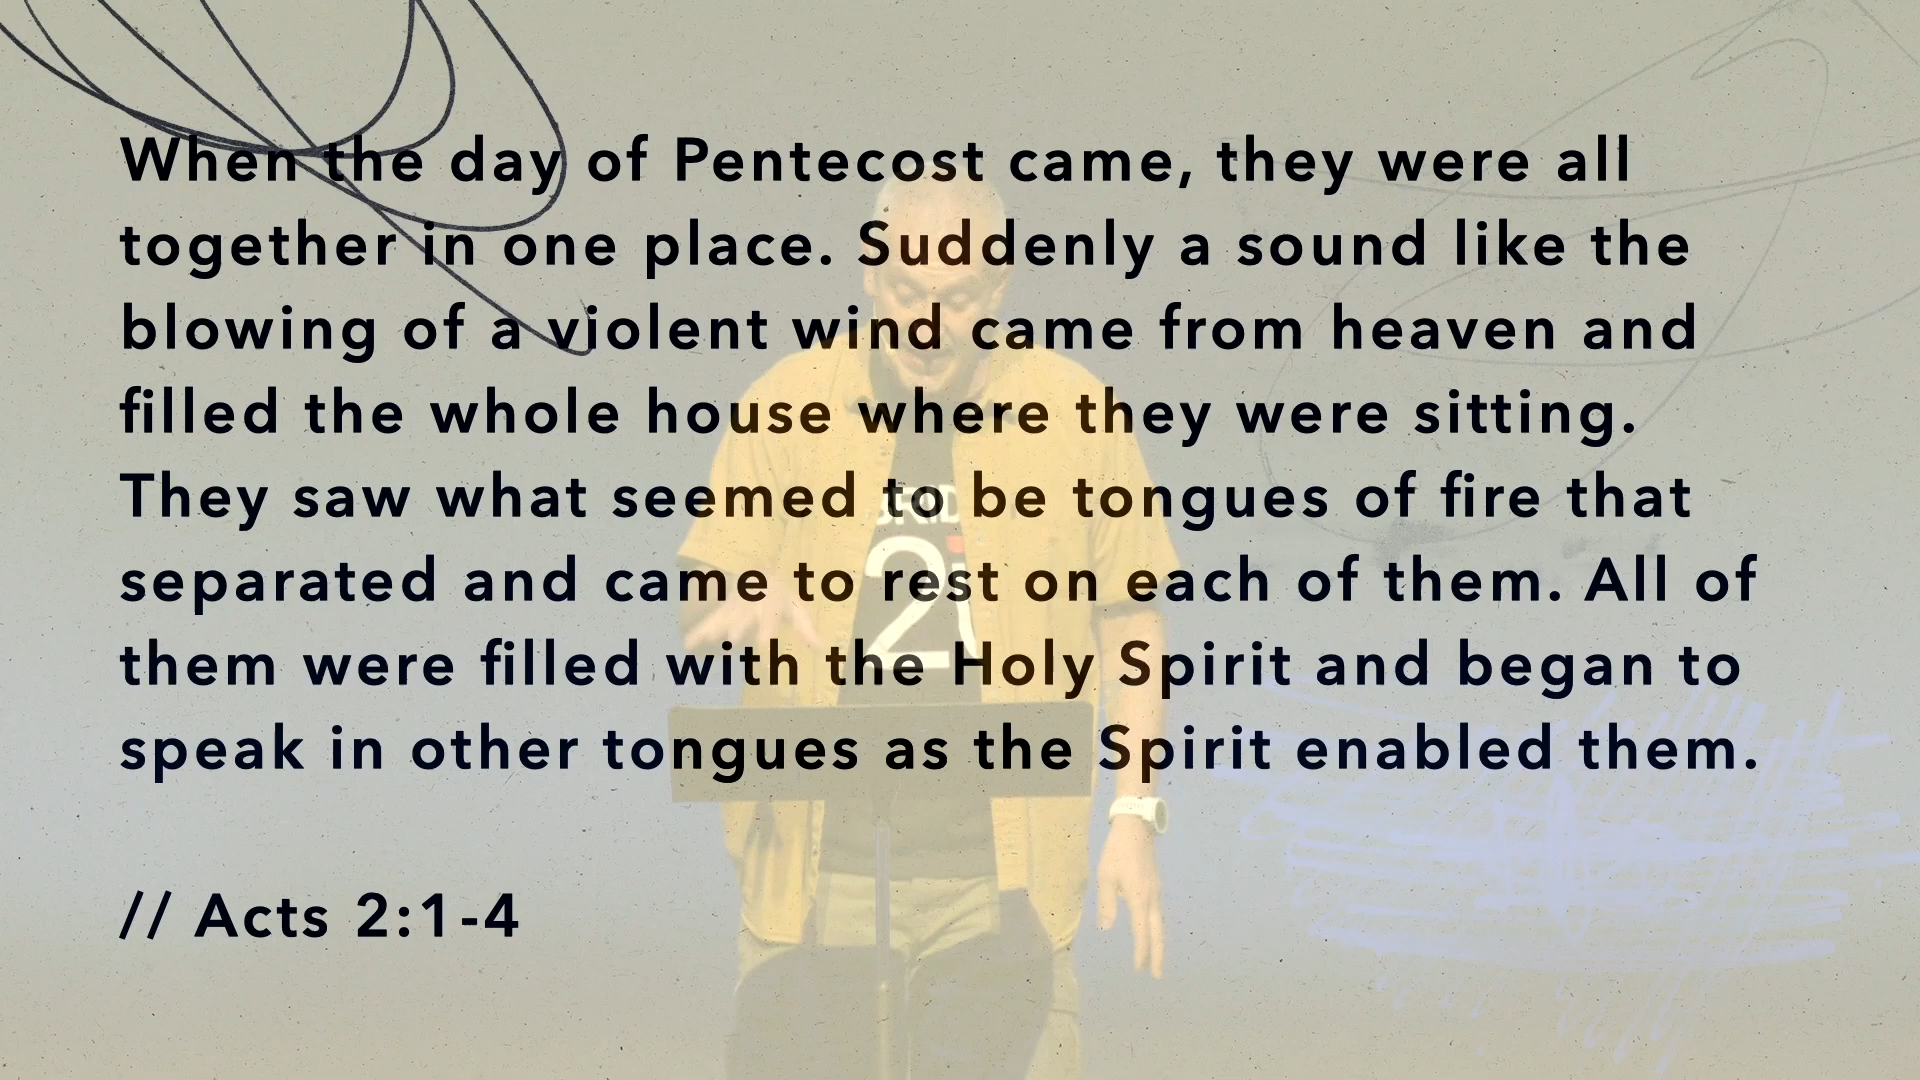 When the day of Pentecost came, they were all
together in one place. Suddenly a sound like the
blowing of a violent wind came from heaven and
filled the whole house where they were sitting.
They saw what seemed to be tongues of fire that
separated and came to rest on each of them. All of
them were filled with the Holy Spirit and began to
speak in other tongues as the Spirit enabled them.
// Acts 2:1-4